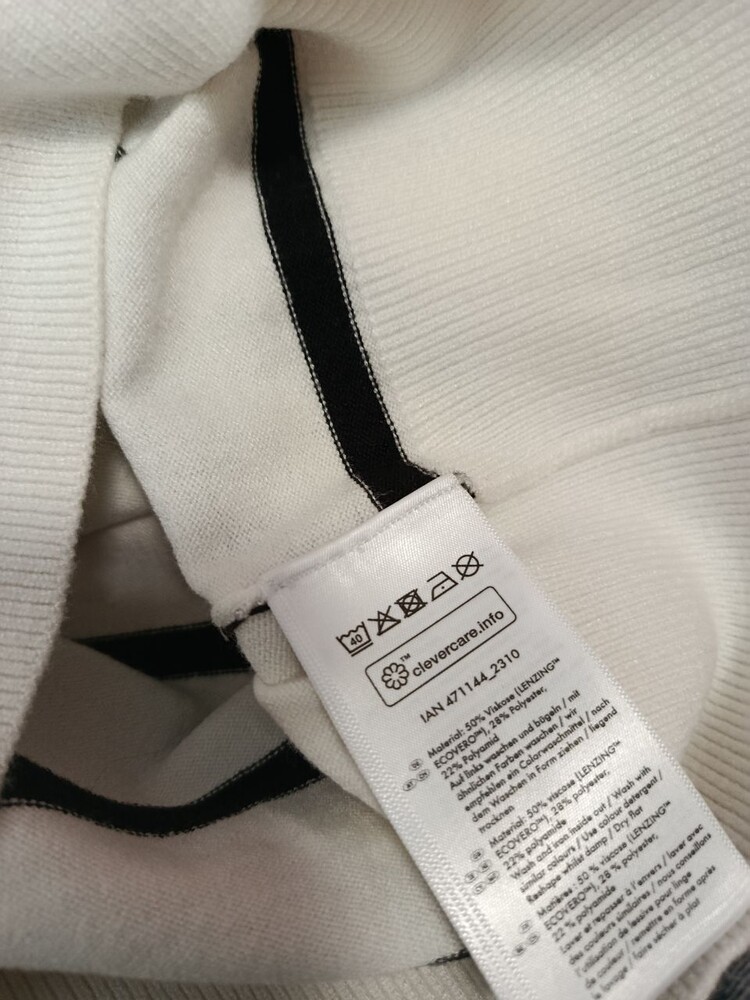 40
clevercare.info™
IAN 471144_2310
Material: 50% Viskose (LENZING™
ECOVERO™), 28% Polyester,
22% Polyamid
Auf links waschen und bügeln / mit
ähnlichen Farben waschen / wir
empfehlen ein Colorwaschmittel / nach
dem Waschen in Form ziehen / liegend
trocknen
Material: 50% viscose (LENZING™
ECOVERO™), 28% polyester,
22% polyamide
Wash and iron inside out / Wash with
similar colours / Use colour detergent /
Reshape whilst damp / Dry flat
Matières : 50 % viscose (LENZING™
ECOVERO™), 28 % polyester,
22 % polyamide
Laver et repasser à l'envers / laver avec
des couleurs similaires / nous conseillons
l'utilisation de lessive pour linge
de couleur / remettre en forme après
lavage / faire sécher à plat